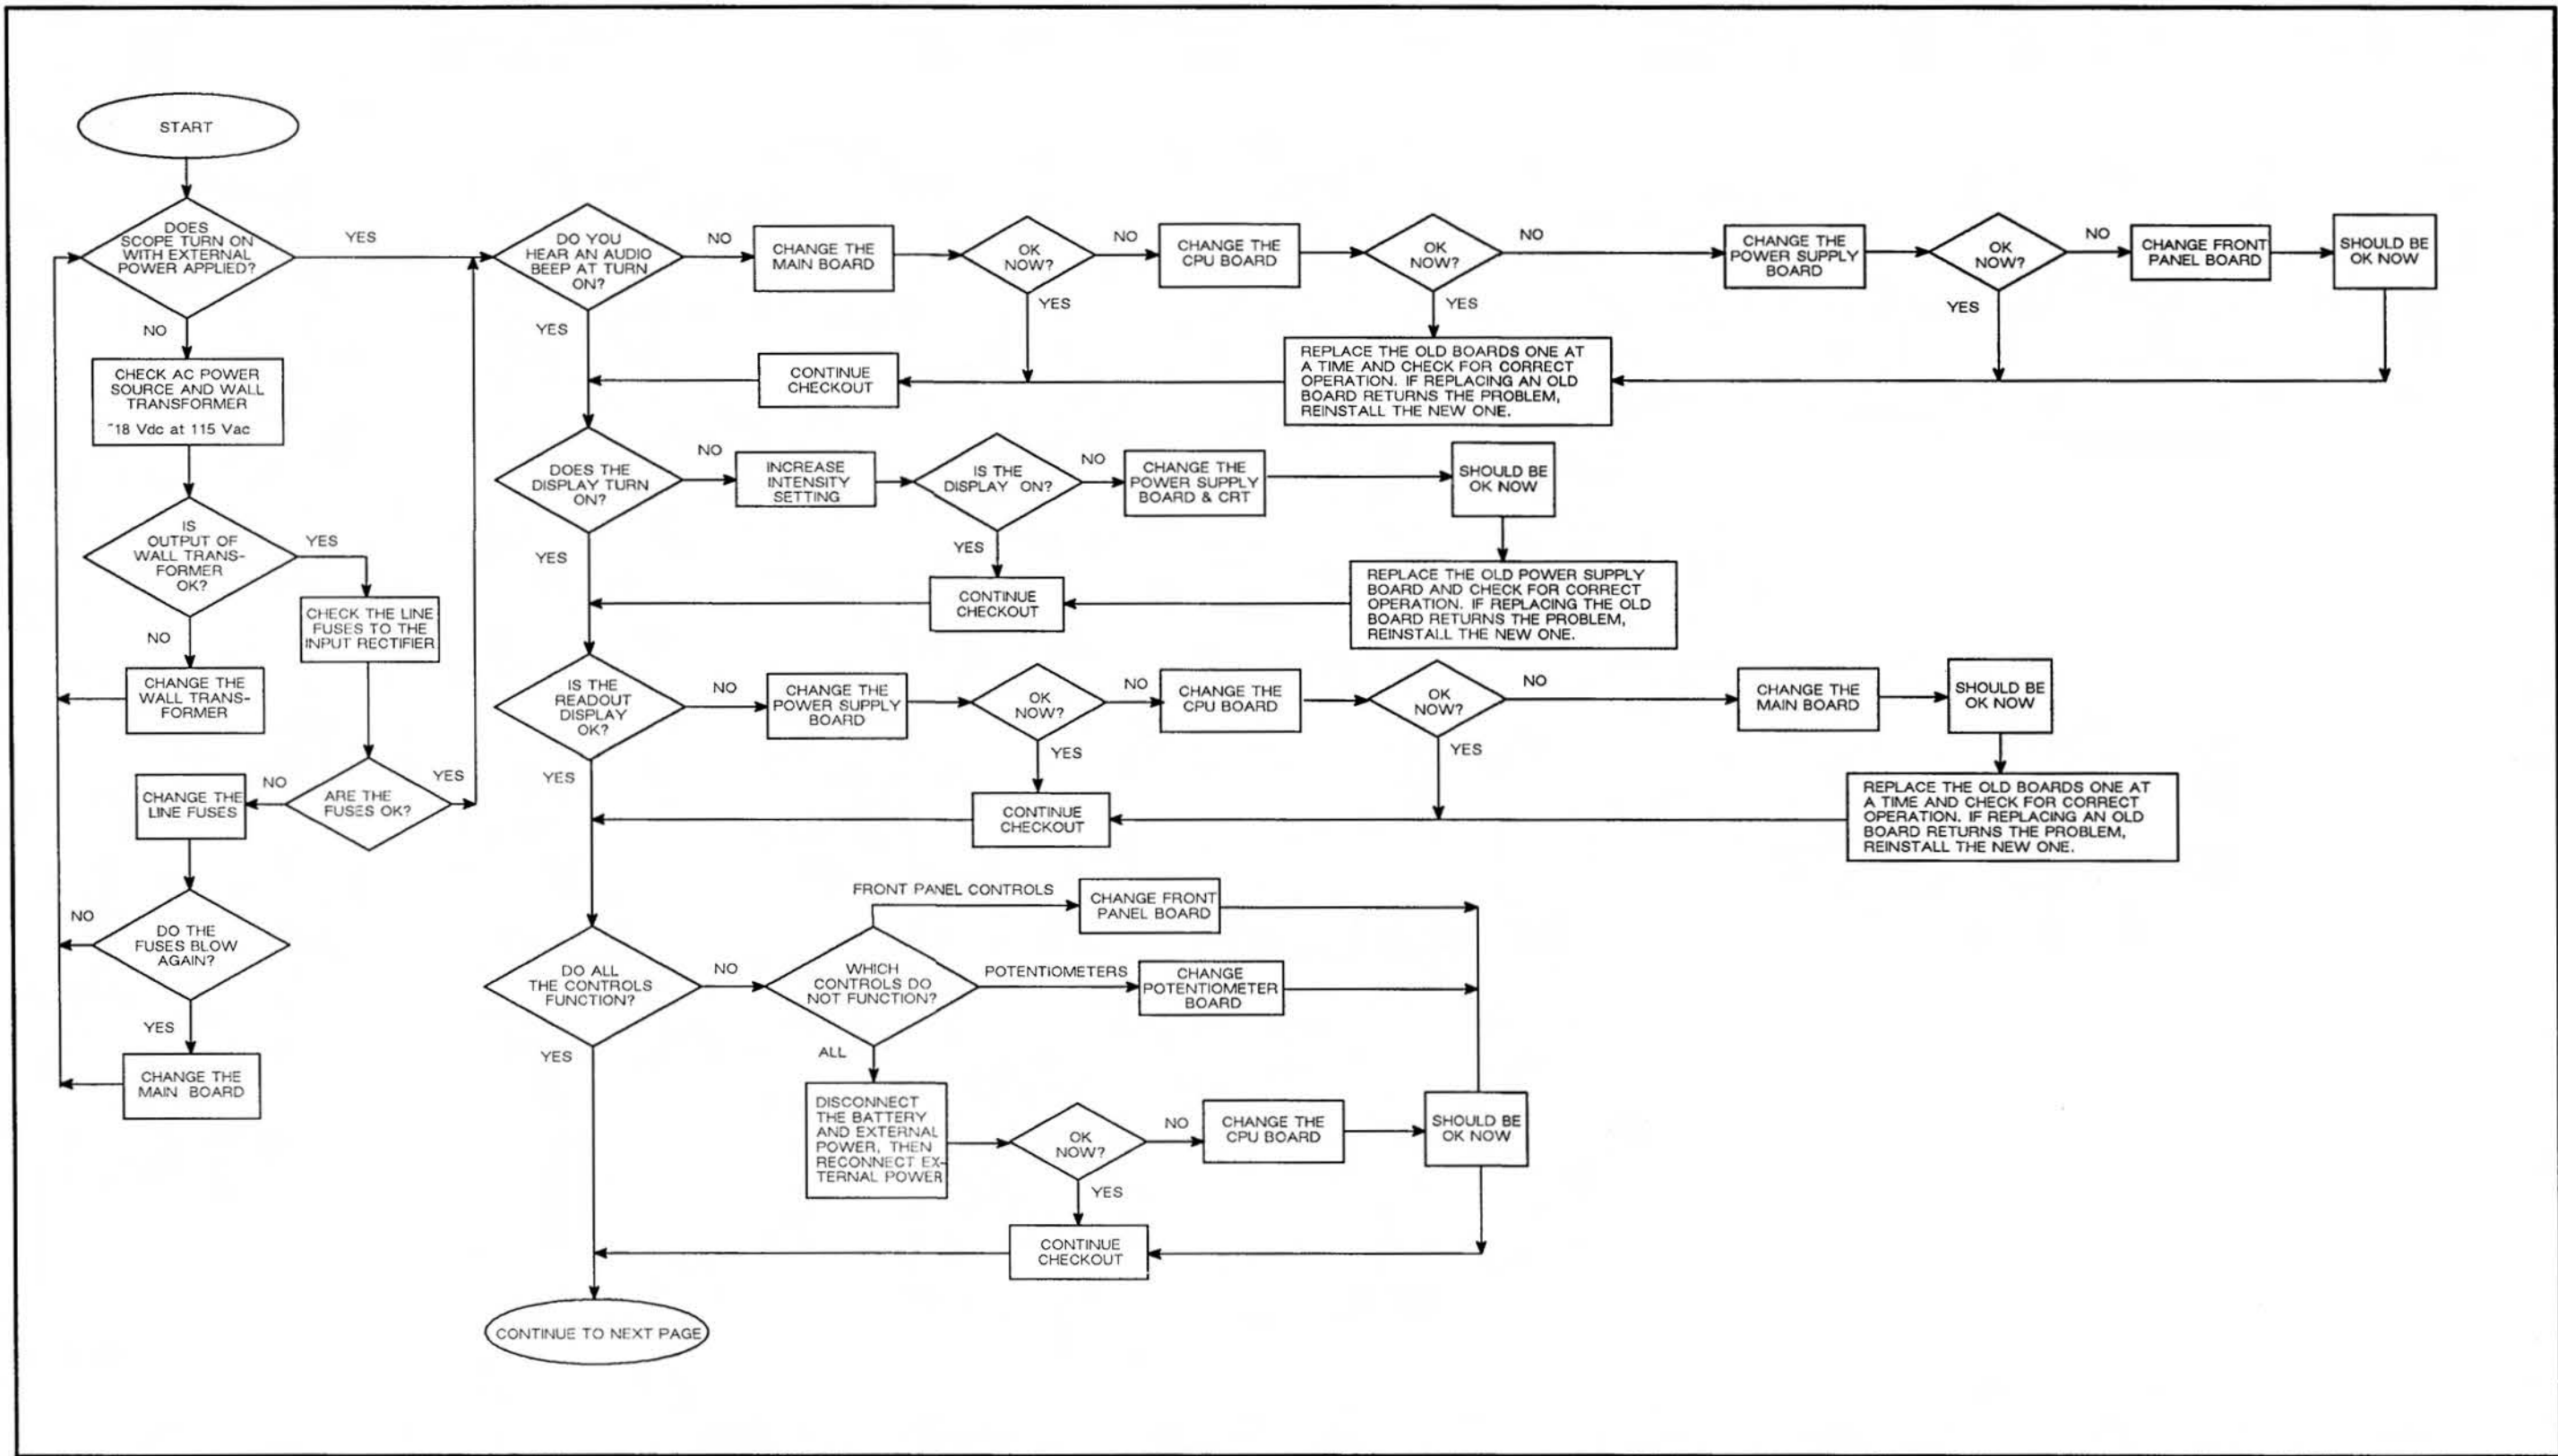 START
DOES
SCOPE TURN ON
WITH EXTERNAL
POWER APPLIED?
YES
NO
CHECK AC POWER
SOURCE AND WALL
TRANSFORMER
~18 Vdc at 115 Vac
IS
OUTPUT OF
WALL TRANS-
FORMER
OK?
YES
NO
CHECK THE LINE
FUSES TO THE
INPUT RECTIFIER
CHANGE THE
WALL TRANS-
FORMER
ARE THE
FUSES OK?
YES
NO
CHANGE THE
LINE FUSES
DO THE
FUSES BLOW
AGAIN?
NO
YES
CHANGE THE
MAIN BOARD
DO YOU
HEAR AN AUDIO
BEEP AT TURN
ON?
NO
YES
CHANGE THE
MAIN BOARD
OK
NOW?
NO
YES
CHANGE THE
CPU BOARD
OK
NOW?
NO
YES
CHANGE THE
POWER SUPPLY
BOARD
OK
NOW?
NO
YES
CHANGE FRONT
PANEL BOARD
SHOULD BE
OK NOW
REPLACE THE OLD BOARDS ONE AT
A TIME AND CHECK FOR CORRECT
OPERATION. IF REPLACING AN OLD
BOARD RETURNS THE PROBLEM,
REINSTALL THE NEW ONE.
CONTINUE
CHECKOUT
DOES THE
DISPLAY TURN
ON?
NO
YES
INCREASE
INTENSITY
SETTING
IS THE
DISPLAY ON?
NO
YES
CHANGE THE
POWER SUPPLY
BOARD & CRT
SHOULD BE
OK NOW
REPLACE THE OLD POWER SUPPLY
BOARD AND CHECK FOR CORRECT
OPERATION. IF REPLACING THE OLD
BOARD RETURNS THE PROBLEM,
REINSTALL THE NEW ONE.
CONTINUE
CHECKOUT
IS THE
READOUT
DISPLAY
OK?
NO
YES
CHANGE THE
POWER SUPPLY
BOARD
OK
NOW?
NO
YES
CHANGE THE
CPU BOARD
OK
NOW?
NO
YES
CHANGE THE
MAIN BOARD
SHOULD BE
OK NOW
REPLACE THE OLD BOARDS ONE AT
A TIME AND CHECK FOR CORRECT
OPERATION. IF REPLACING AN OLD
BOARD RETURNS THE PROBLEM,
REINSTALL THE NEW ONE.
CONTINUE
CHECKOUT
DO ALL
THE CONTROLS
FUNCTION?
NO
YES
WHICH
CONTROLS DO
NOT FUNCTION?
FRONT PANEL CONTROLS
CHANGE FRONT
PANEL BOARD
POTENTIOMETERS
CHANGE
POTENTIOMETER
BOARD
ALL
DISCONNECT
THE BATTERY
AND EXTERNAL
POWER, THEN
RECONNECT EX-
TERNAL POWER
OK
NOW?
NO
YES
CHANGE THE
CPU BOARD
SHOULD BE
OK NOW
CONTINUE
CHECKOUT
CONTINUE TO NEXT PAGE